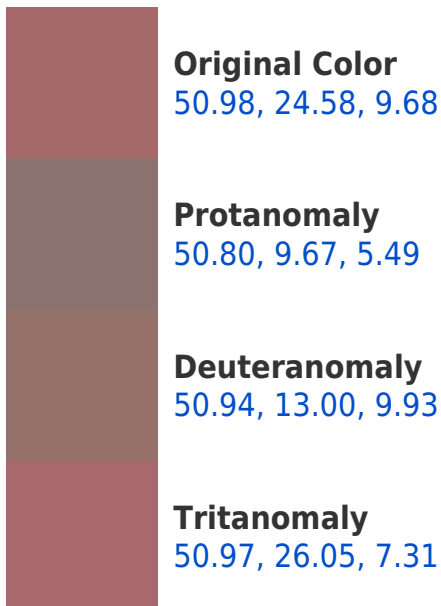 Original Color
50.98, 24.58, 9.68
Protanomaly
50.80, 9.67, 5.49
Deuteranomaly
50.94, 13.00, 9.93
Tritanomaly
50.97, 26.05, 7.31